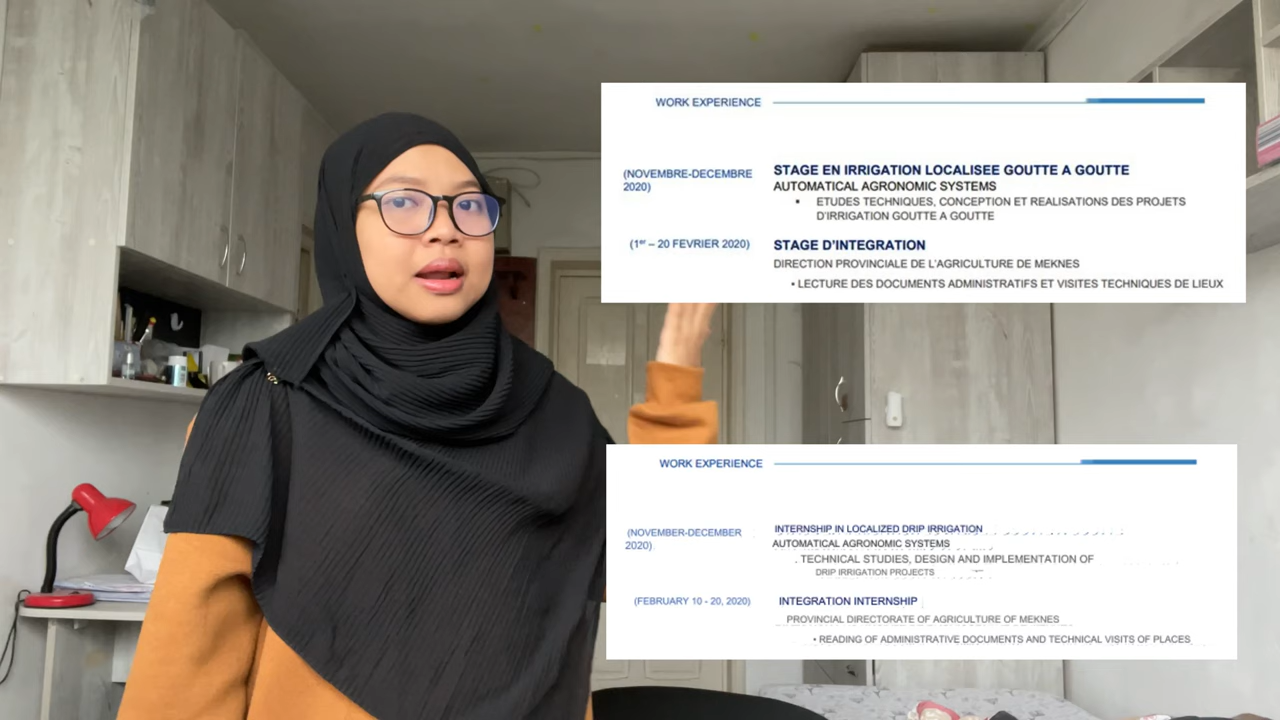 WORK EXPERIENCE
(NOVEMBRE-DECEMBRE
2020)
STAGE EN IRRIGATION LOCALISEE GOUTTE A GOUTTE
AUTOMATICAL AGRONOMIC SYSTEMS
▪ ETUDES TECHNIQUES, CONCEPTION ET REALISATIONS DES PROJETS
D'IRRIGATION GOUTTE A GOUTTE
(1er – 20 FEVRIER 2020)
STAGE D'INTEGRATION
DIRECTION PROVINCIALE DE L'AGRICULTURE DE MEKNES
• LECTURE DES DOCUMENTS ADMINISTRATIFS ET VISITES TECHNIQUES DE LIEUX
WORK EXPERIENCE
(NOVEMBER-DECEMBER
2020)
INTERNSHIP IN LOCALIZED DRIP IRRIGATION
AUTOMATICAL AGRONOMIC SYSTEMS
. TECHNICAL STUDIES, DESIGN AND IMPLEMENTATION OF
DRIP IRRIGATION PROJECTS
(FEBRUARY 10 - 20, 2020)
INTEGRATION INTERNSHIP
PROVINCIAL DIRECTORATE OF AGRICULTURE OF MEKNES
• READING OF ADMINISTRATIVE DOCUMENTS AND TECHNICAL VISITS OF PLACES